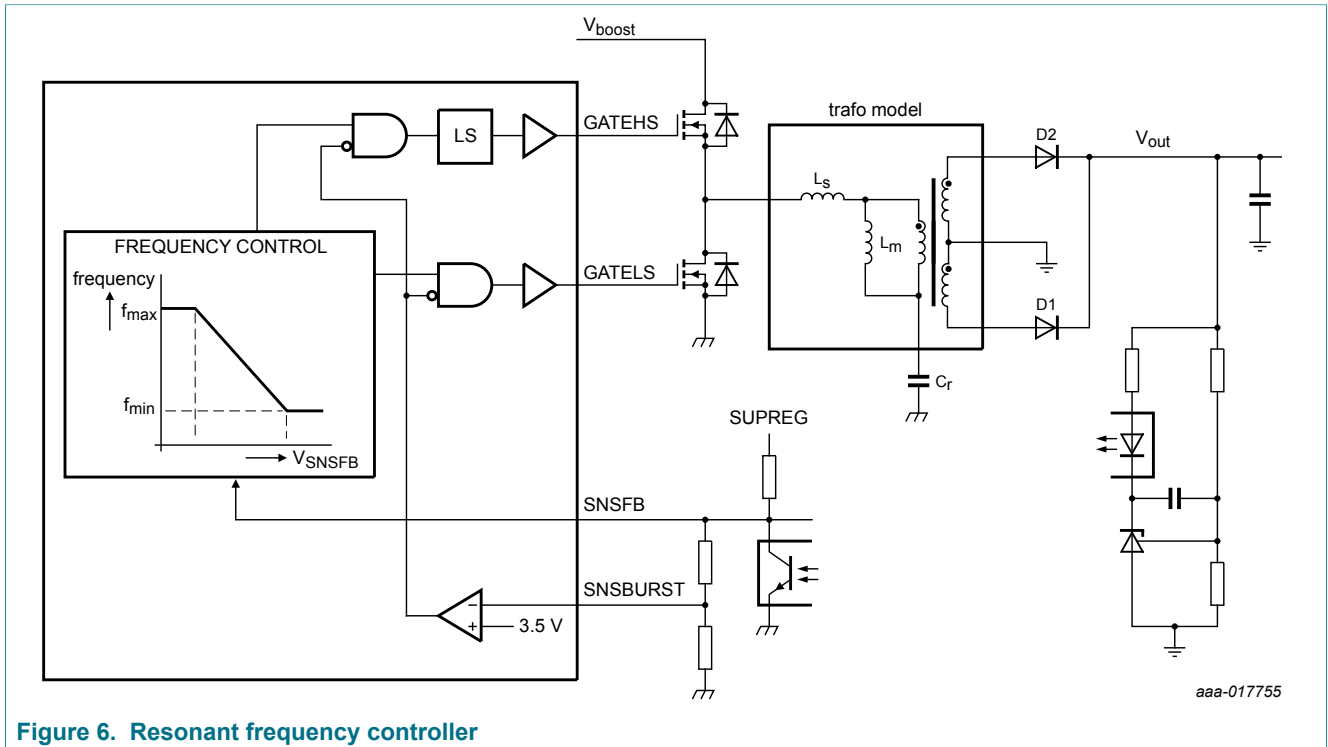 Vboost
trafo model
GATEHS
LS
D2
Vout
Ls
Lm
FREQUENCY CONTROL
frequency
fmax
fmin
VSNSFB
GATELS
D1
Cr
SUPREG
SNSFB
SNSBURST
− 
+
3.5 V
aaa-017755
Figure 6. Resonant frequency controller